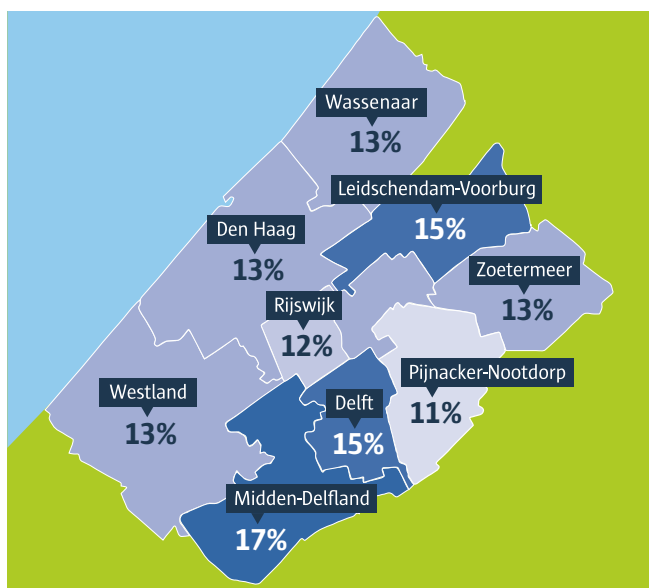 Wassenaar
13%
Leidschendam-Voorburg
15%
Den Haag
13%
Zoetermeer
13%
Rijswijk
12%
Pijnacker-Nootdorp
11%
Westland
13%
Delft
15%
Midden-Delfland
17%